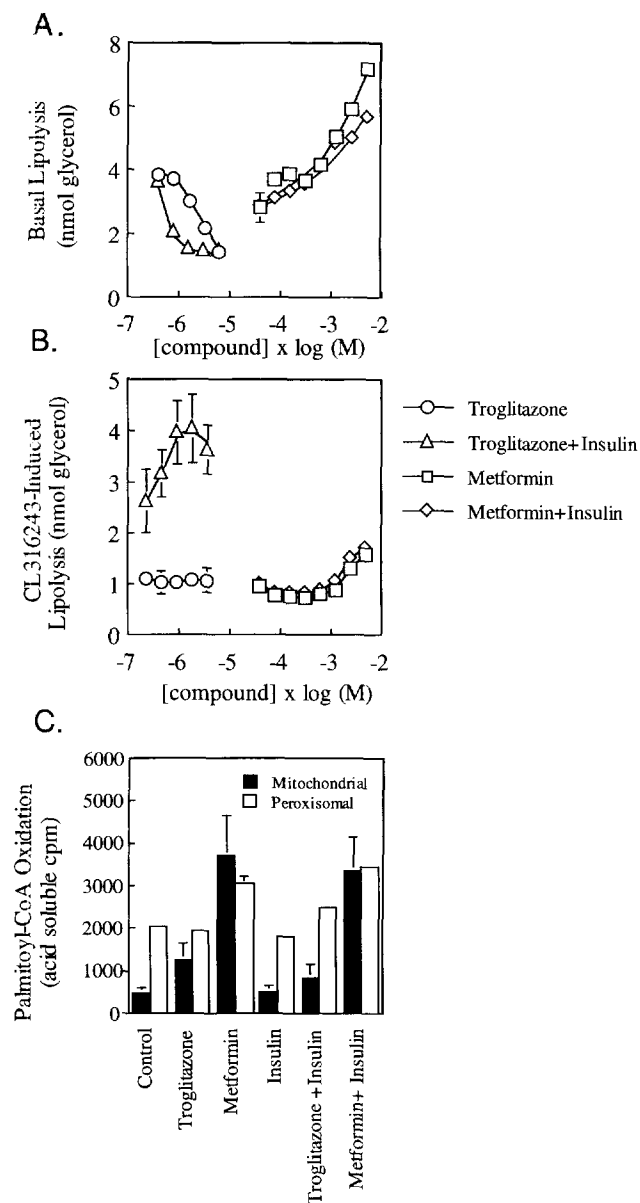 A.
Basal Lipolysis
(nmol glycerol)
8
6
4
2
0
-7 -6 -5 -4 -3 -2
[compound] x log (M)
B.
CL316243-Induced
Lipolysis (nmol glycerol)
5
4
3
2
1
0
-7 -6 -5 -4 -3 -2
[compound] x log (M)
Troglitazone
Troglitazone+Insulin
Metformin
Metformin+Insulin
C.
Palmitoyl-CoA Oxidation
(acid soluble cpm)
6000
5000
4000
3000
2000
1000
0
Mitochondrial
Peroxisomal
Control
Troglitazone
Metformin
Insulin
Troglitazone +Insulin
Metformin+ Insulin